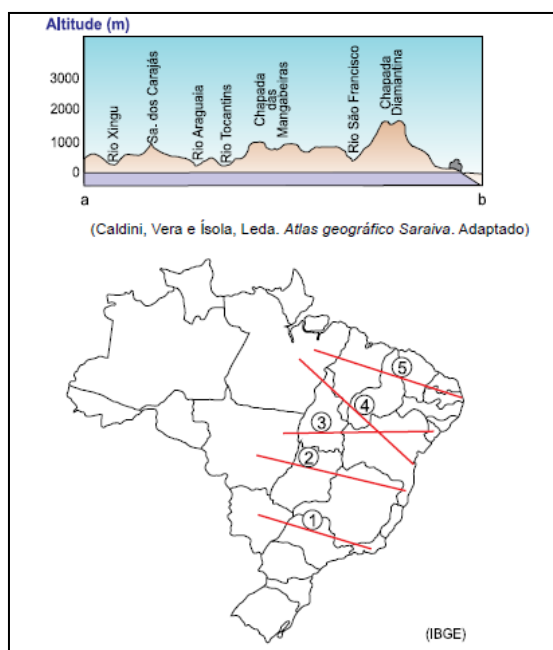 Altitude (m)
3000
2000
1000
0
Rio Xingu
Sa. dos Carajás
Rio Araguaia
Rio Tocantins
Chapada
das
Mangabeiras
Rio São Francisco
Chapada
Diamantina
a
b
(Caldini, Vera e Ísola, Leda. Atlas geográfico Saraiva. Adaptado)
5
4
3
2
1
(IBGE)